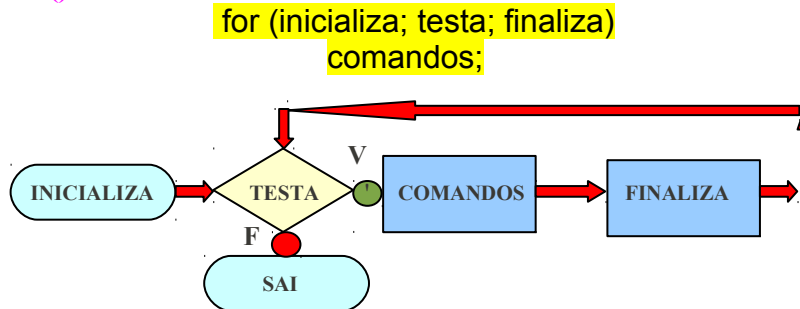 for (inicializa; testa; finaliza)
comandos;
V
INICIALIZA
TESTA
COMANDOS
FINALIZA
F
SAI